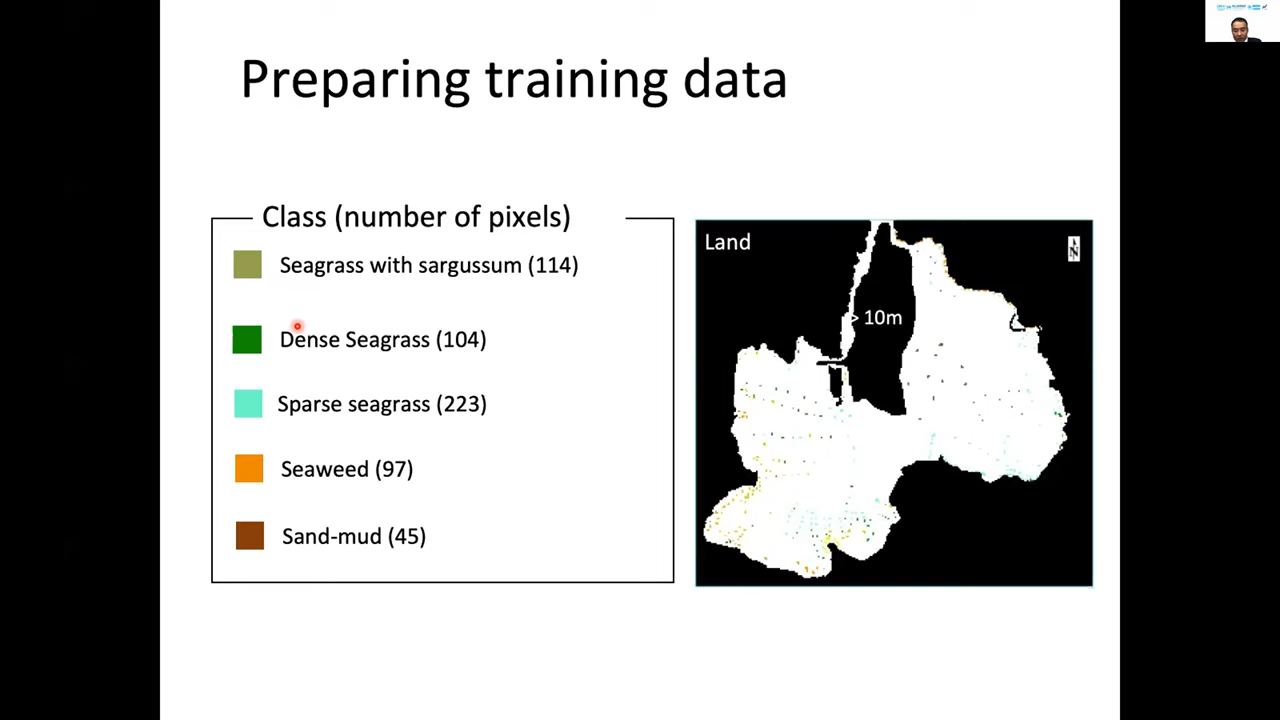 Preparing training data
Class (number of pixels)
Seagrass with sargussum (114)
Dense Seagrass (104)
Sparse seagrass (223)
Seaweed (97)
Sand-mud (45)
Land
N
> 10m